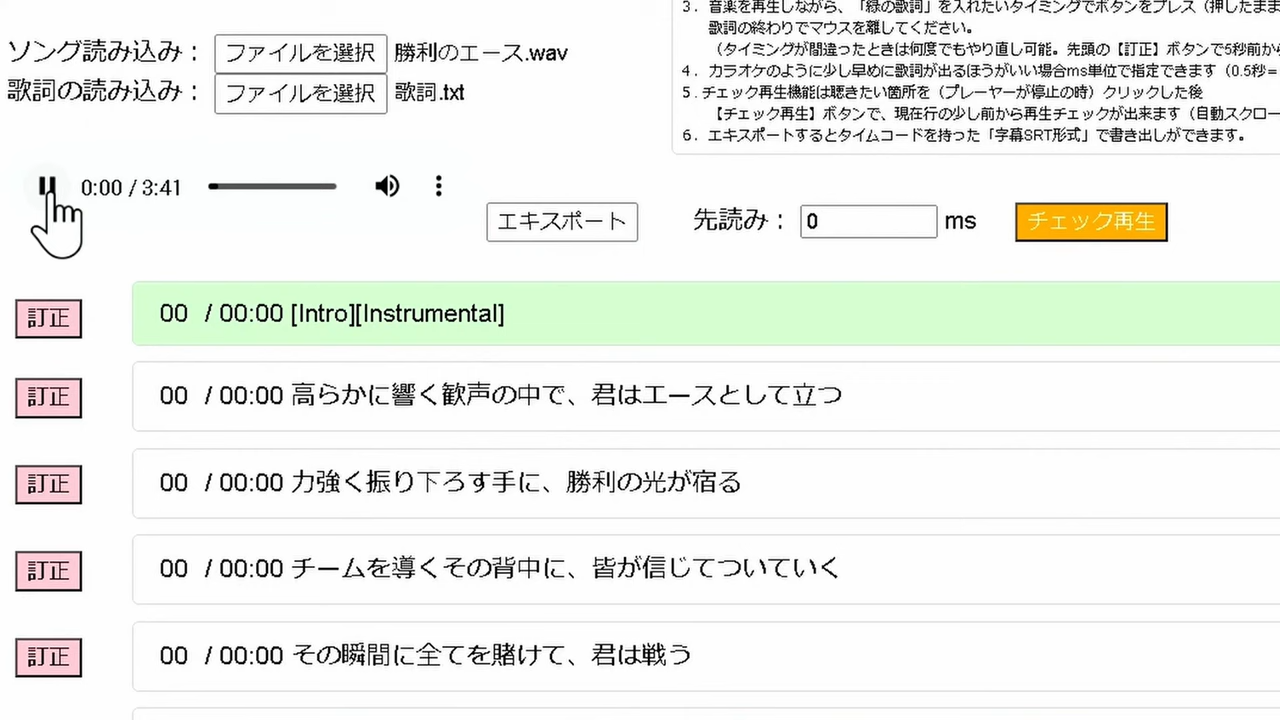 3．音楽を再生しながら、「緑の歌詞」を入れたいタイミングでボタンをプレス（押したまま
歌詞の終わりでマウスを離してください。
（タイミングが間違ったときは何度でもやり直し可能。先頭の【訂正】ボタンで5秒前から
4．カラオケのように少し早めに歌詞が出るほうがいい場合ms単位で指定できます（0.5秒＝
5．チェック再生機能は聴きたい箇所を（プレーヤーが停止の時）クリックした後
【チェック再生】ボタンで、現在行の少し前から再生チェックが出来ます（自動スクロー
6．エキスポートするとタイムコードを持った「字幕SRT形式」で書き出しができます。
ソング読み込み： ファイルを選択 勝利のエース.wav
歌詞の読み込み： ファイルを選択 歌詞.txt
0:00 / 3:41
エキスポート 先読み： 0 ms チェック再生
訂正 00 / 00:00 [Intro][Instrumental]
訂正 00 / 00:00 高らかに響く歓声の中で、君はエースとして立つ
訂正 00 / 00:00 力強く振り下ろす手に、勝利の光が宿る
訂正 00 / 00:00 チームを導くその背中に、皆が信じてついていく
訂正 00 / 00:00 その瞬間に全てを賭けて、君は戦う